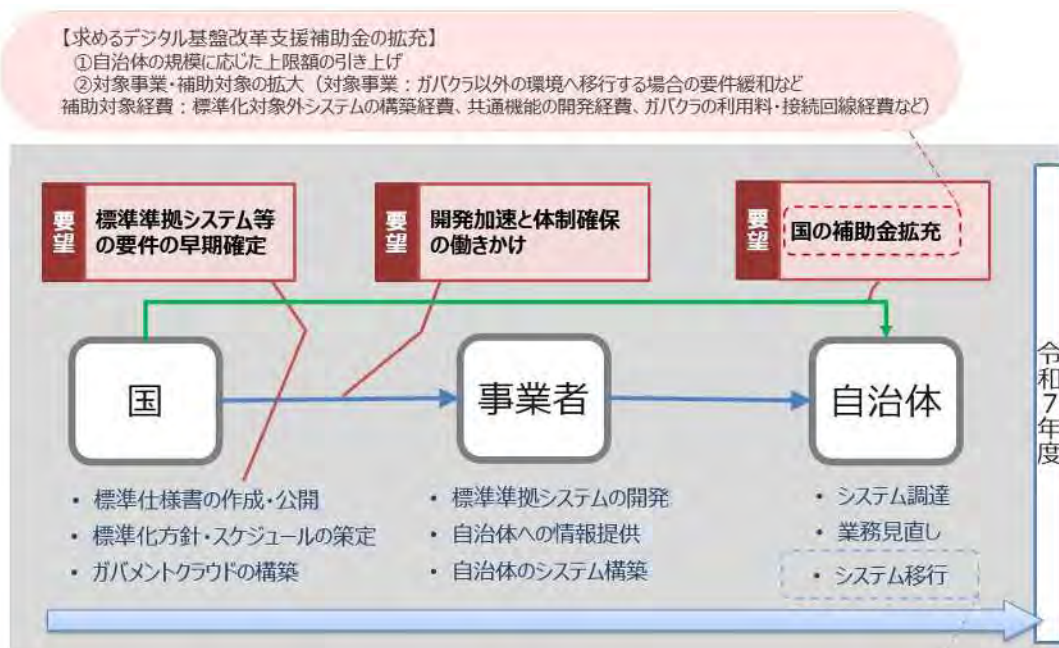 【求めるデジタル基盤改革支援補助金の拡充】
①自治体の規模に応じた上限額の引き上げ
②対象事業・補助対象の拡大（対象事業：ガバクラ以外の環境へ移行する場合の要件緩和など
補助対象経費：標準化対象外システムの構築経費、共通機能の開発経費、ガバクラの利用料・接続回線経費など）
要望
標準準拠システム等
の要件の早期確定
要望
開発加速と体制確保
の働きかけ
要望
国の補助金拡充
国
事業者
自治体
・標準仕様書の作成・公開
・標準化方針・スケジュールの策定
・ガバメントクラウドの構築
・標準準拠システムの開発
・自治体への情報提供
・自治体のシステム構築
・システム調達
・業務見直し
・システム移行
令和7年度